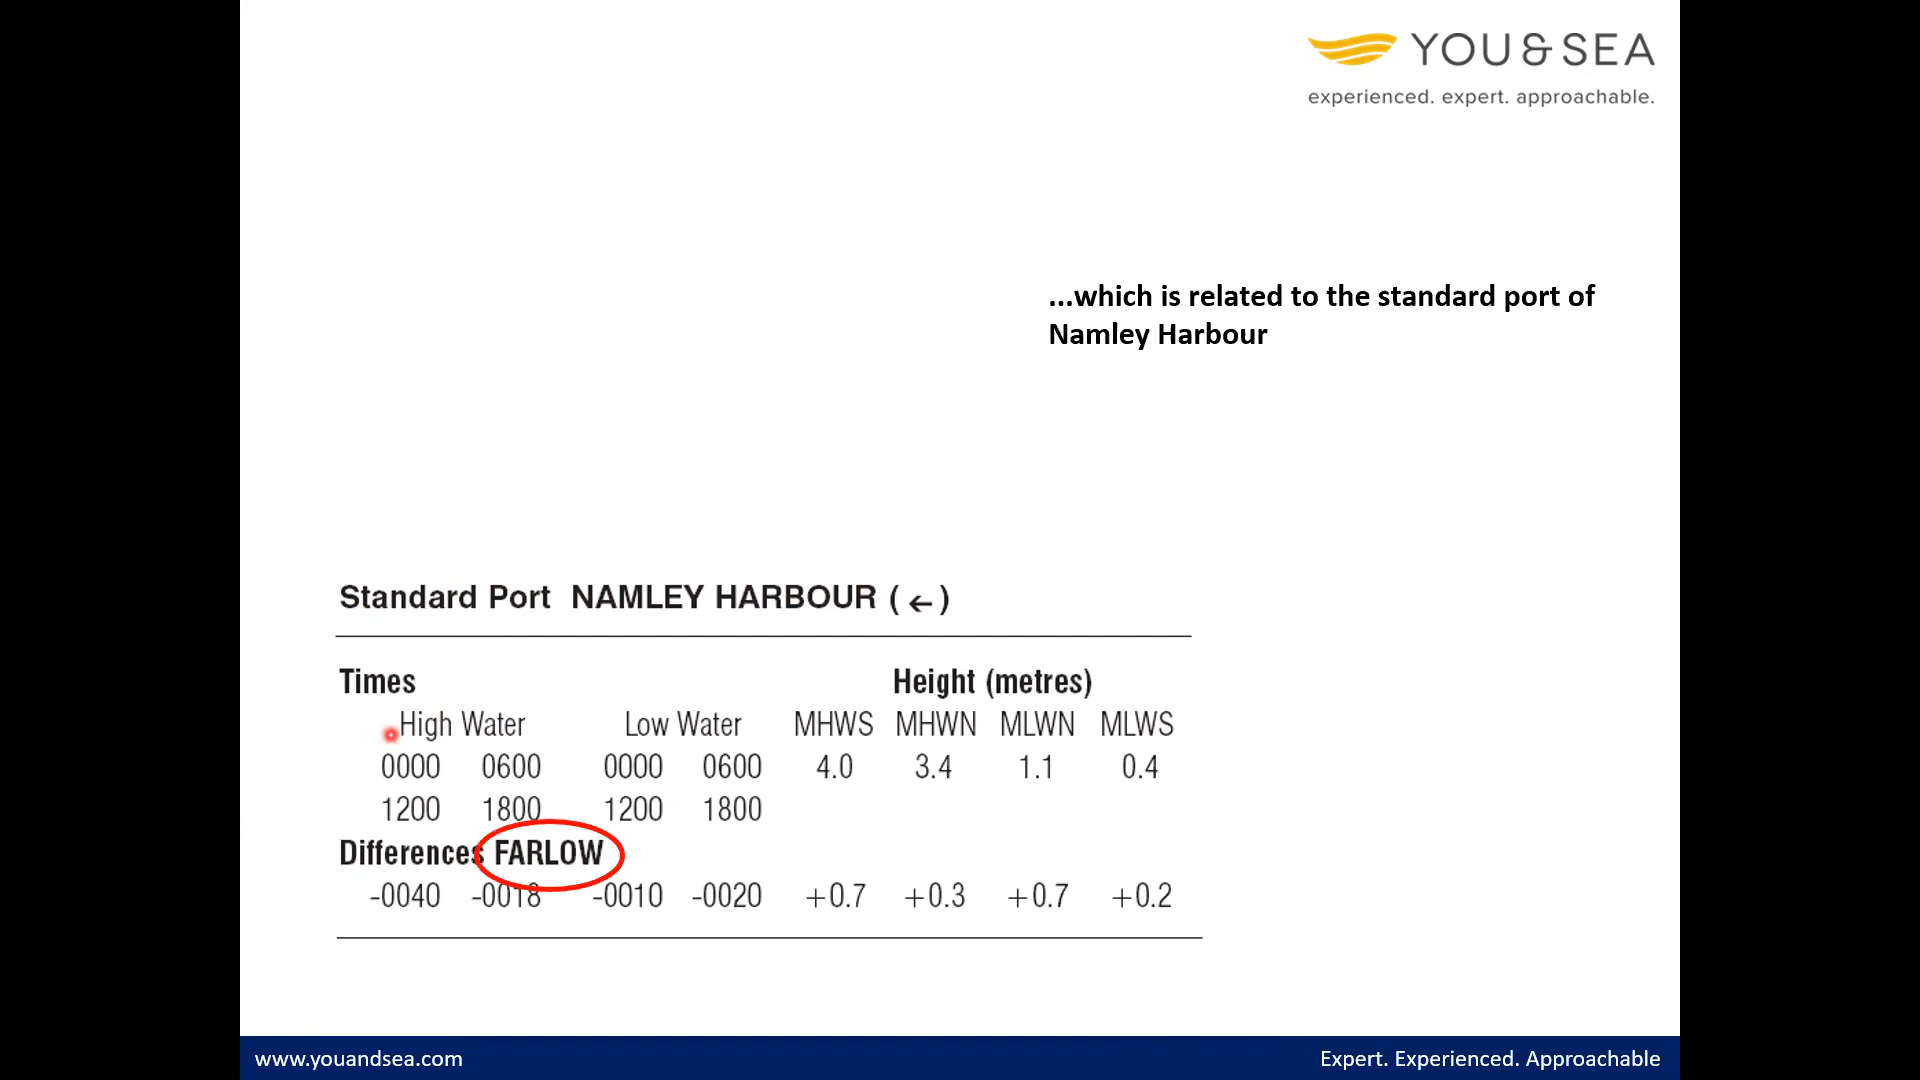 YOU & SEA
experienced. expert. approachable.
...which is related to the standard port of
Namley Harbour
Standard Port NAMLEY HARBOUR (←)
Times Height (metres)
High Water Low Water MHWS MHWN MLWN MLWS
0000 0600 0000 0600 4.0 3.4 1.1 0.4
1200 1800 1200 1800
Differences FARLOW
-0040 -0018 -0010 -0020 +0.7 +0.3 +0.7 +0.2
www.youandsea.com Expert. Experienced. Approachable